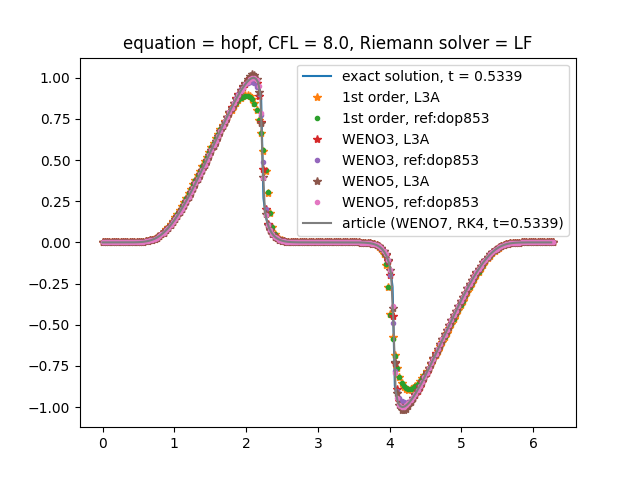 equation = hopf, CFL = 8.0, Riemann solver = LF
exact solution, t = 0.5339
1st order, L3A
1st order, ref:dop853
WENO3, L3A
WENO3, ref:dop853
WENO5, L3A
WENO5, ref:dop853
article (WENO7, RK4, t=0.5339)
1.00
0.75
0.50
0.25
0.00
−0.25
−0.50
−0.75
−1.00
0 1 2 3 4 5 6